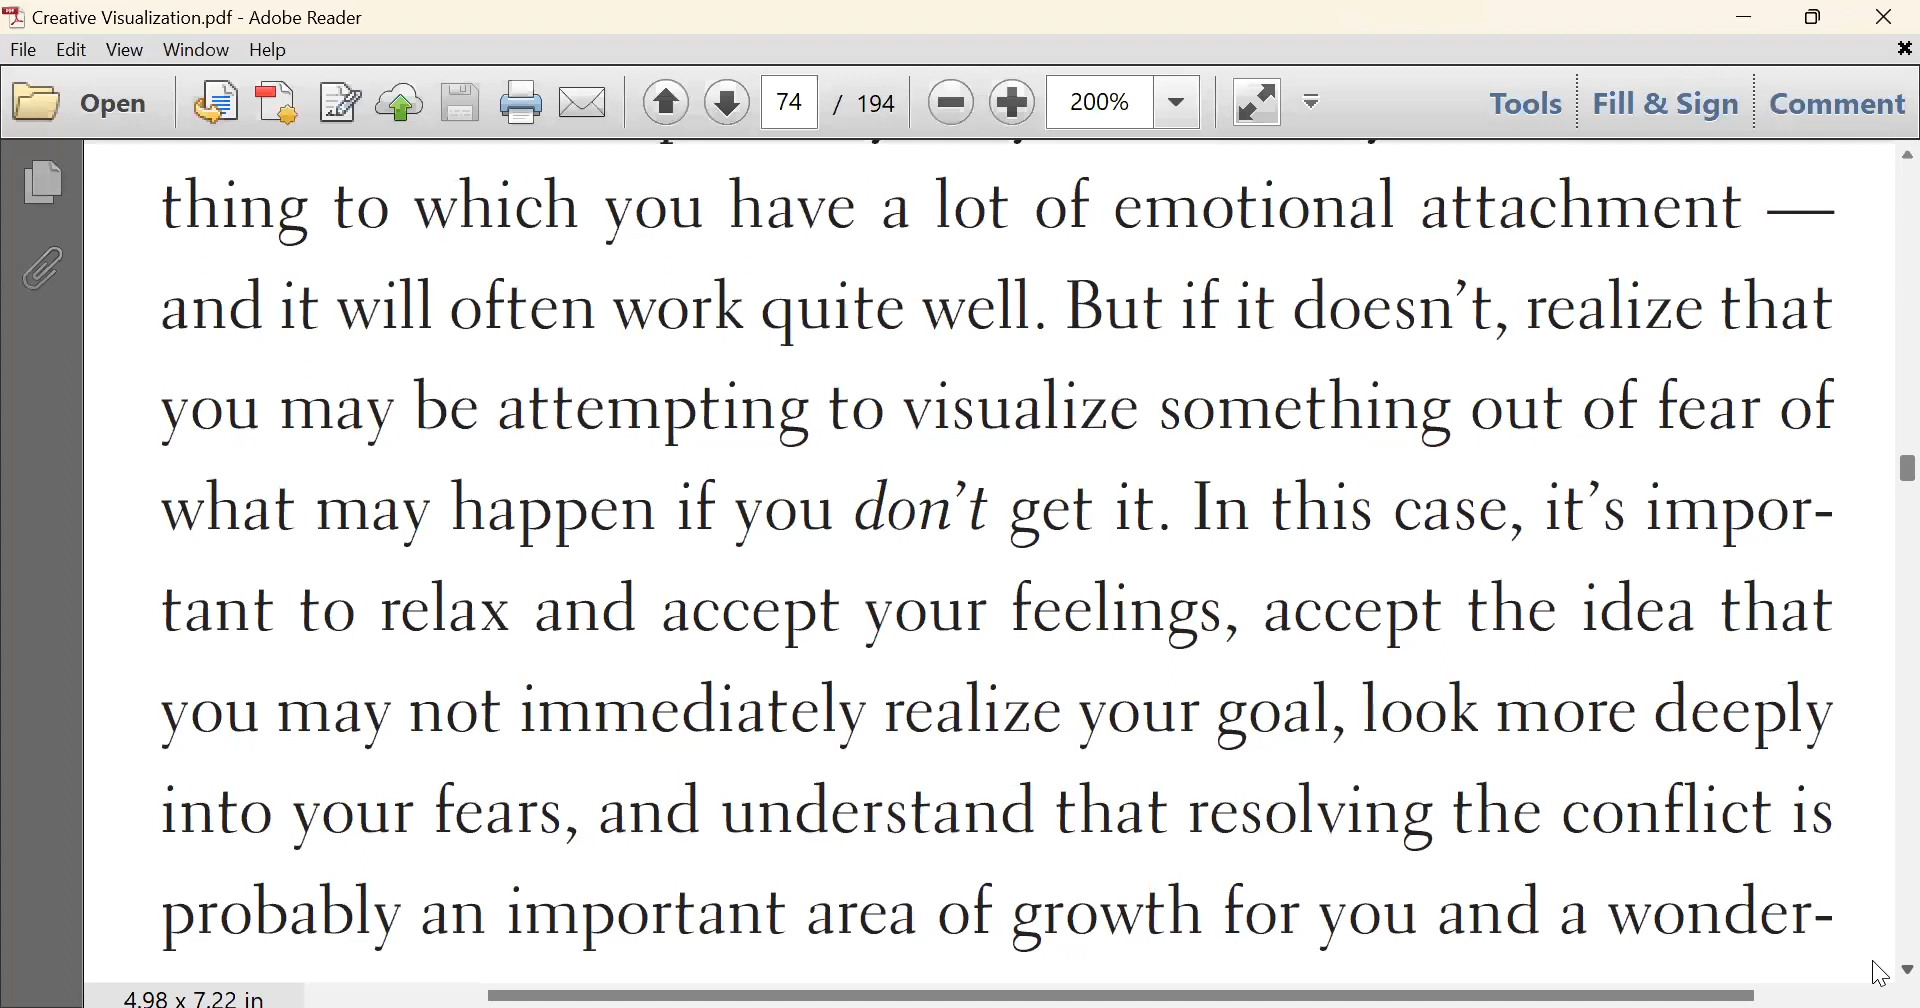 Creative Visualization.pdf - Adobe Reader
File Edit View Window Help
Open 74 / 194 200% Tools Fill & Sign Comment
thing to which you have a lot of emotional attachment —
and it will often work quite well. But if it doesn’t, realize that
you may be attempting to visualize something out of fear of
what may happen if you don’t get it. In this case, it’s impor-
tant to relax and accept your feelings, accept the idea that
you may not immediately realize your goal, look more deeply
into your fears, and understand that resolving the conflict is
probably an important area of growth for you and a wonder-
4.98 x 7.22 in